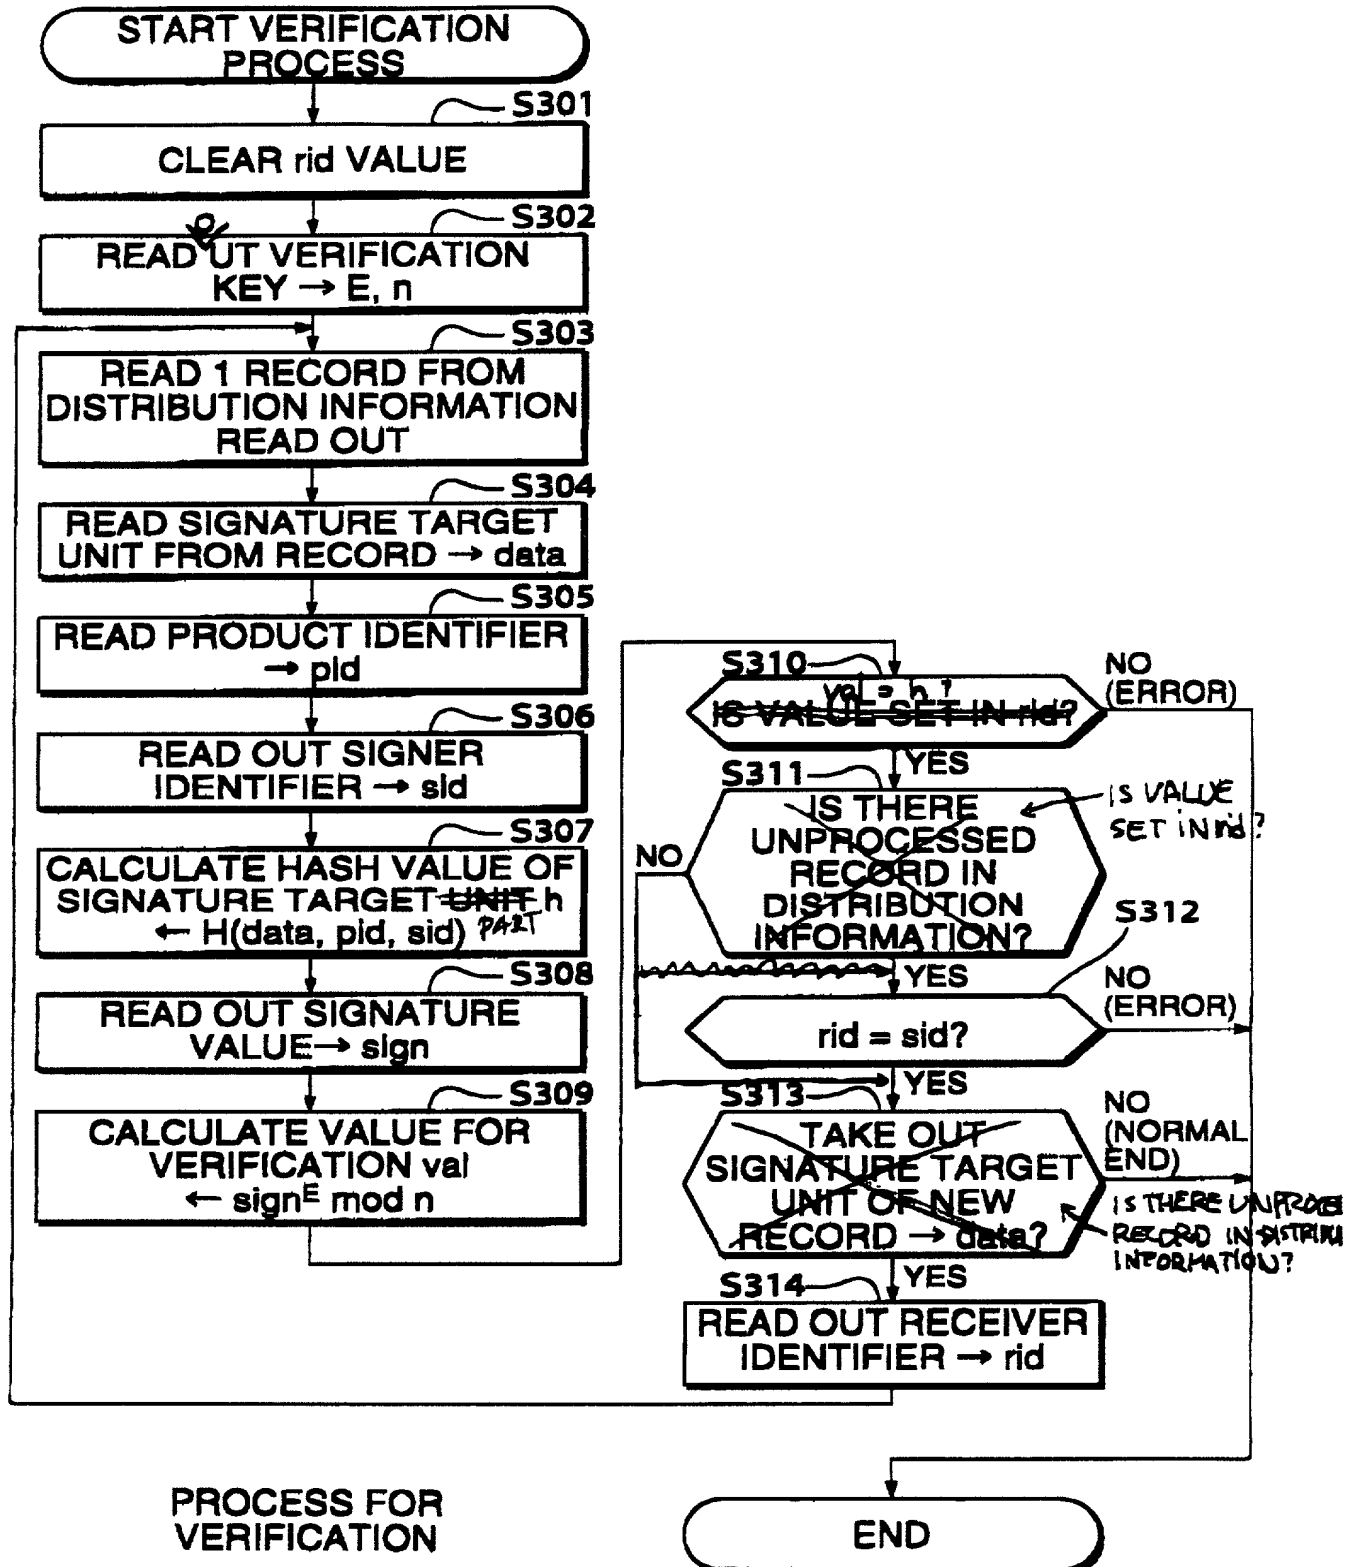 START VERIFICATION
PROCESS
S301
CLEAR rid VALUE
S302
O
READ UT VERIFICATION
KEY → E, n
S303
READ 1 RECORD FROM
DISTRIBUTION INFORMATION
READ OUT
S304
READ SIGNATURE TARGET
UNIT FROM RECORD → data
S305
READ PRODUCT IDENTIFIER
→ pid
S306
READ OUT SIGNER
IDENTIFIER → sid
S307
CALCULATE HASH VALUE OF
SIGNATURE TARGET UNIT h
← H(data, pid, sid) PART
S308
READ OUT SIGNATURE
VALUE→ sign
S309
CALCULATE VALUE FOR
VERIFICATION val
← sign^E mod n
S310
NO
(ERROR)
val = h ?
IS VALUE SET IN rid?
YES
S311
IS THERE
UNPROCESSED
RECORD IN
DISTRIBUTION
INFORMATION?
IS VALUE
SET IN rid?
NO
YES
S312
NO
(ERROR)
rid = sid?
YES
S313
NO
(NORMAL
END)
TAKE OUT
SIGNATURE TARGET
UNIT OF NEW
RECORD → data?
IS THERE UNPROCE
RECORD IN DISTRIBU
INFORMATION?
YES
S314
READ OUT RECEIVER
IDENTIFIER → rid
PROCESS FOR
VERIFICATION
END